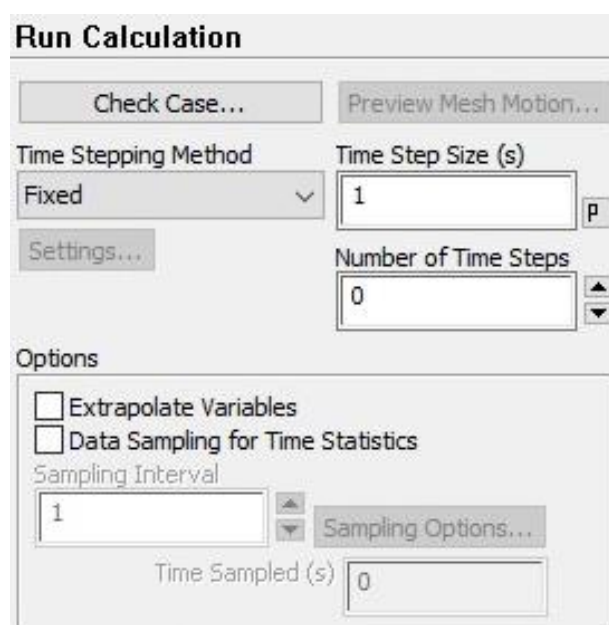 Run Calculation
Check Case... Preview Mesh Motion...
Time Stepping Method Time Step Size (s)
Fixed 1 P
Settings... Number of Time Steps
0
Options
Extrapolate Variables
Data Sampling for Time Statistics
Sampling Interval
1 Sampling Options...
Time Sampled (s) 0